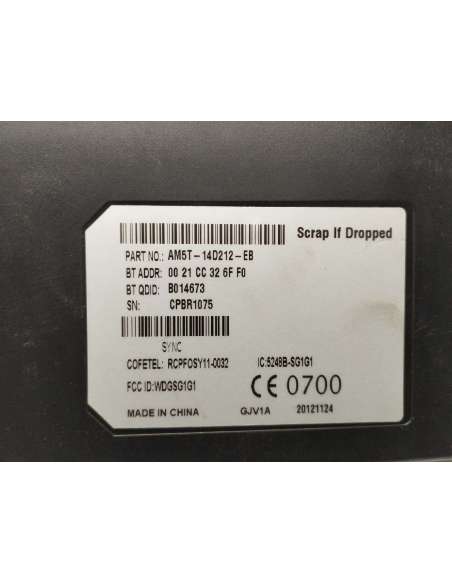 Scrap If Dropped
PART NO.: AM5T-14D212-EB
BT ADDR: 00 21 CC 32 6F F0
BT QDID: B014673
SN: CPBR1075
SYNC
COFETEL: RCPFOSY11-0032 IC:5248B-SG1G1
FCC ID:WDGSG1G1 CE 0700
MADE IN CHINA GJV1A 20121124